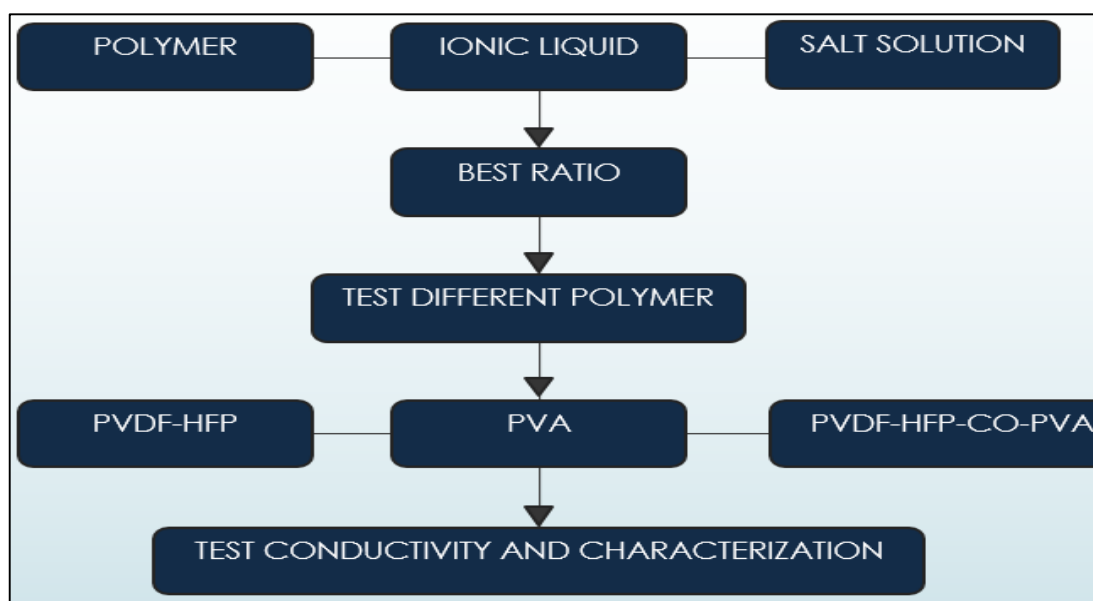 POLYMER
IONIC LIQUID
SALT SOLUTION
BEST RATIO
TEST DIFFERENT POLYMER
PVDF-HFP
PVA
PVDF-HFP-CO-PVA
TEST CONDUCTIVITY AND CHARACTERIZATION